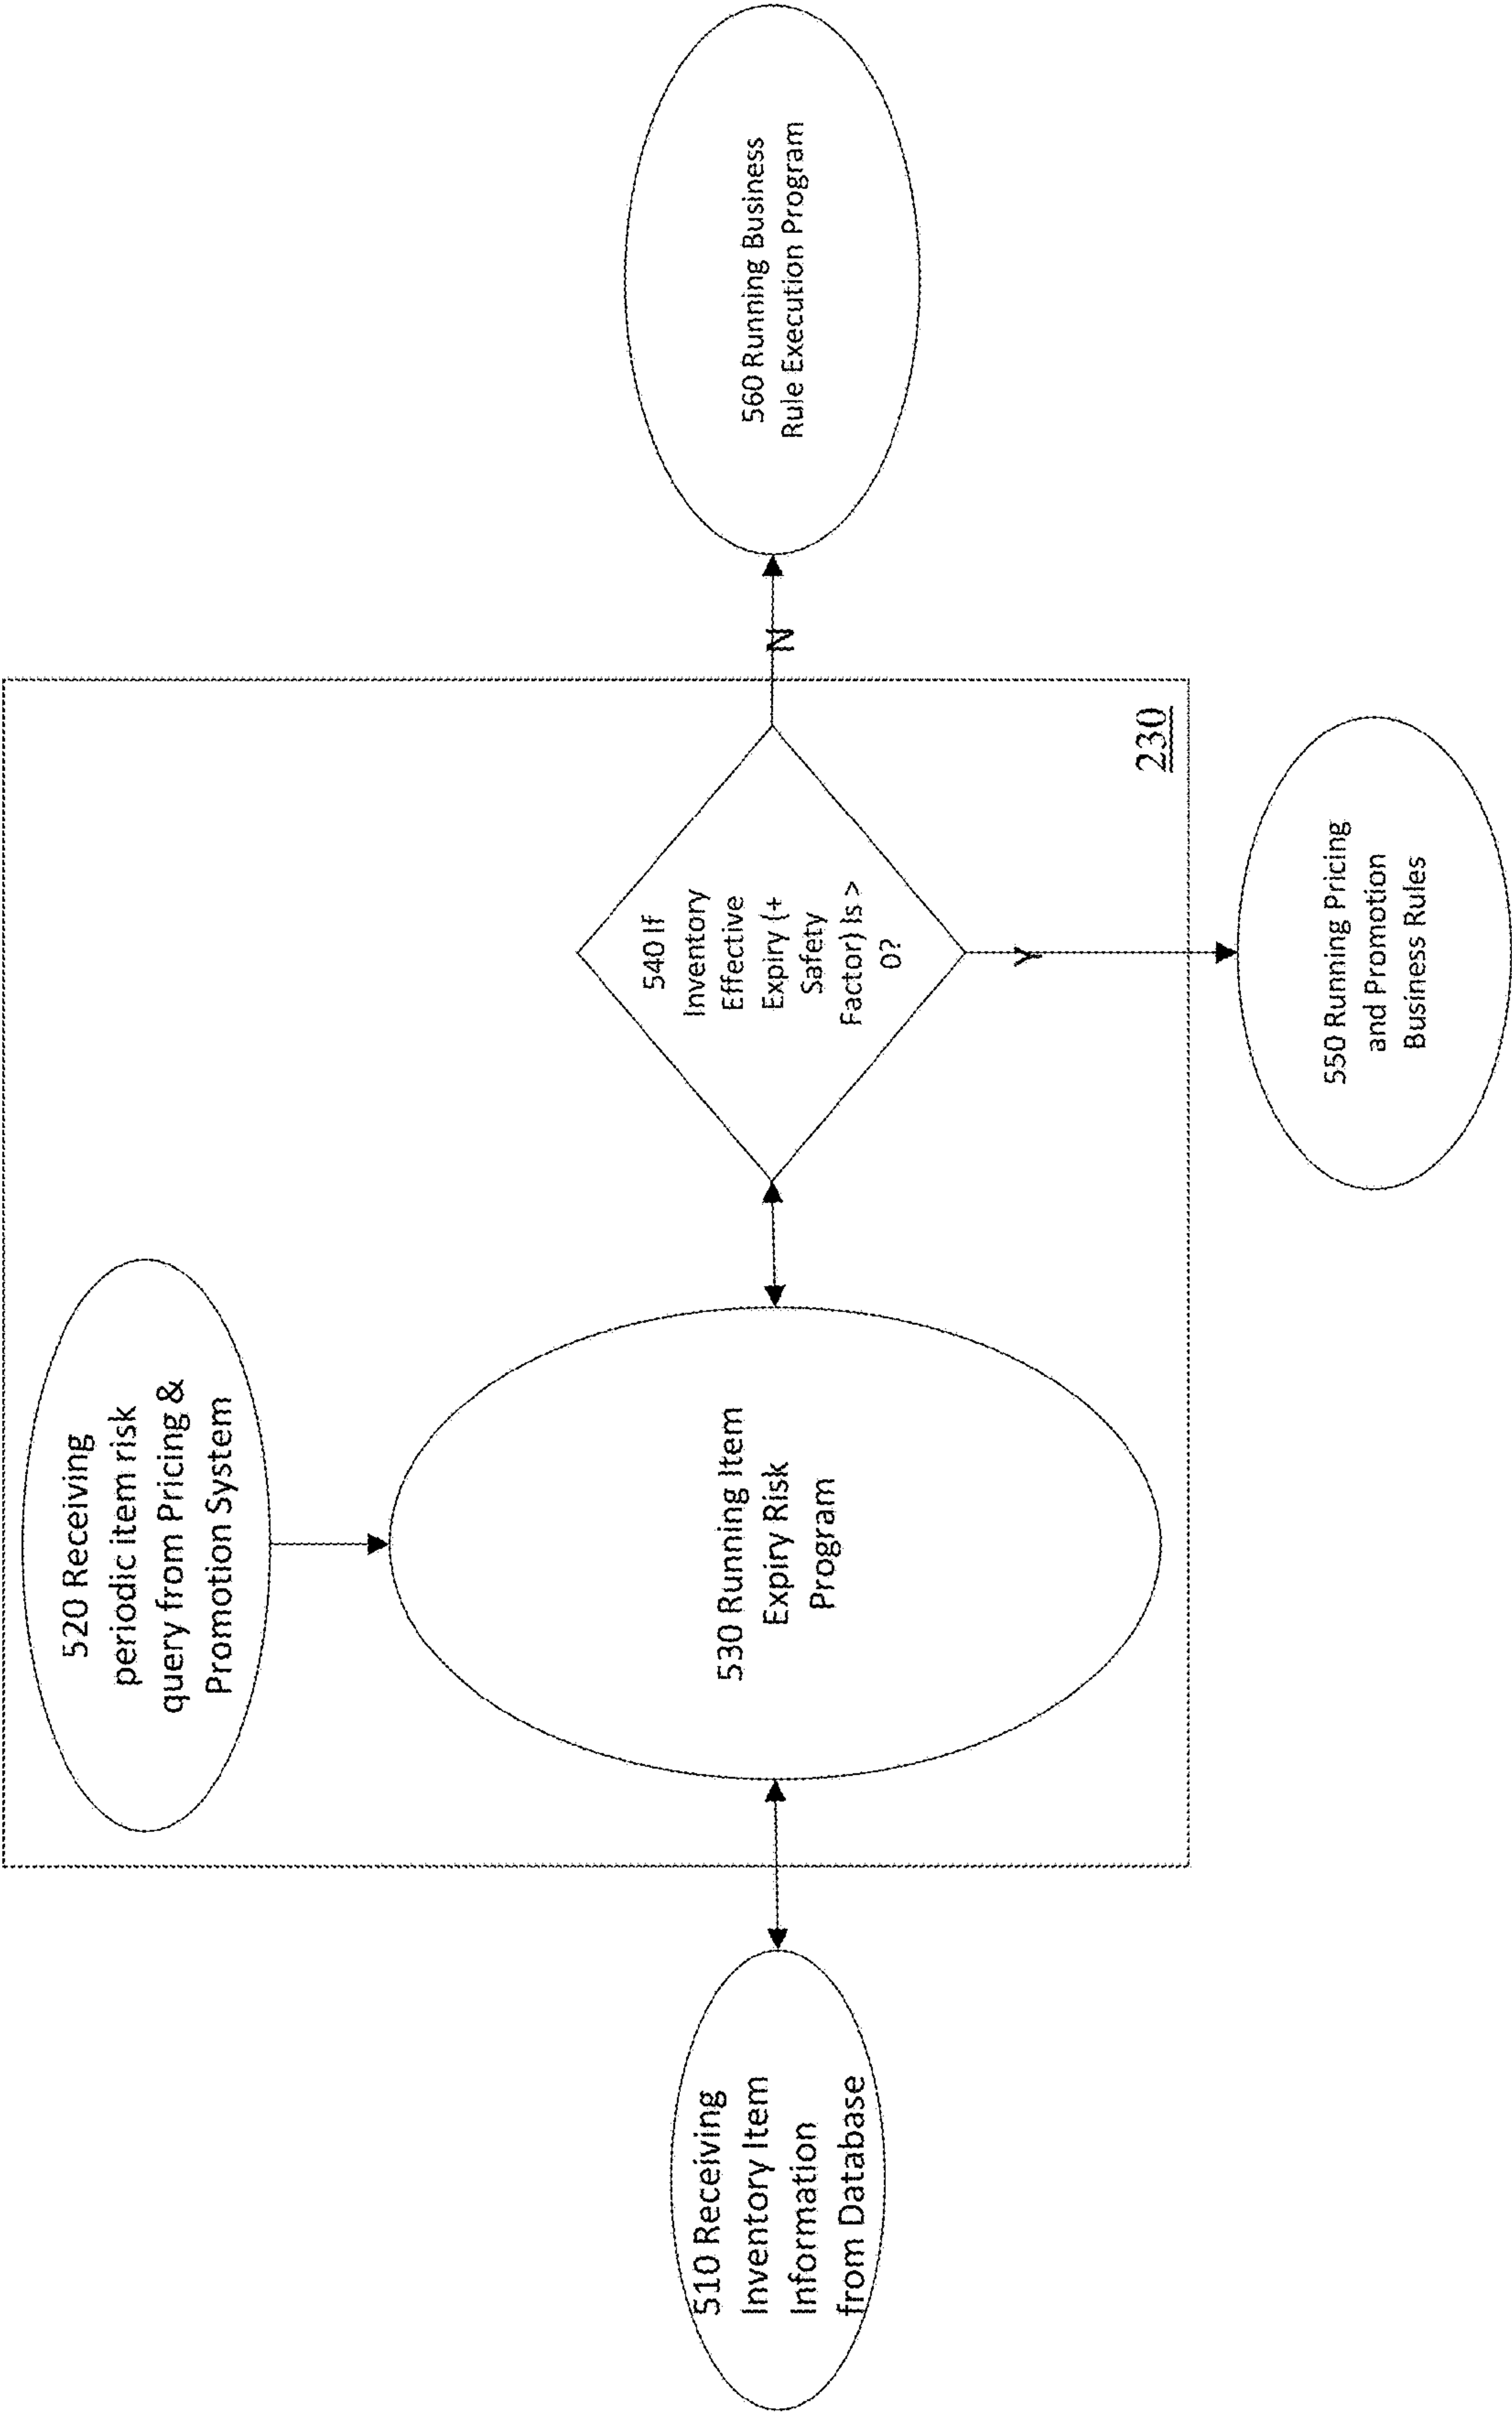 510 Receiving
Inventory Item
Information
from Database
520 Receiving
periodic item risk
query from Pricing &
Promotion System
530 Running Item
Expiry Risk
Program
540 If
Inventory
Effective
Expiry (+
Safety
Factor) Is >
0?
N
Y
230
560 Running Business
Rule Execution Program
550 Running Pricing
and Promotion
Business Rules